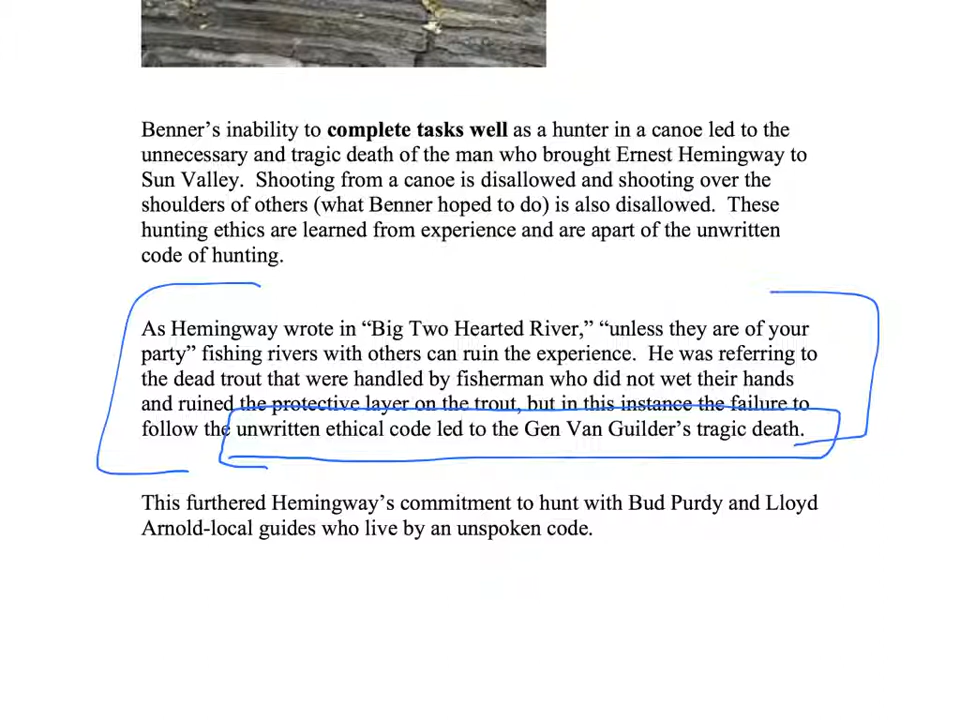 Benner’s inability to complete tasks well as a hunter in a canoe led to the
unnecessary and tragic death of the man who brought Ernest Hemingway to
Sun Valley.  Shooting from a canoe is disallowed and shooting over the
shoulders of others (what Benner hoped to do) is also disallowed.  These
hunting ethics are learned from experience and are apart of the unwritten
code of hunting.
As Hemingway wrote in “Big Two Hearted River,” “unless they are of your
party” fishing rivers with others can ruin the experience.  He was referring to
the dead trout that were handled by fisherman who did not wet their hands
and ruined the protective layer on the trout, but in this instance the failure to
follow the unwritten ethical code led to the Gen Van Guilder’s tragic death.
This furthered Hemingway’s commitment to hunt with Bud Purdy and Lloyd
Arnold-local guides who live by an unspoken code.